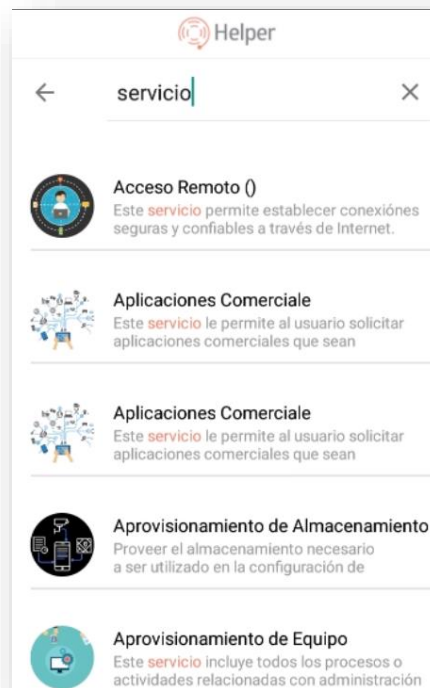 Helper
servicio
Acceso Remoto ()
Este servicio permite establecer conexiónes
seguras y confiables a través de Internet.
Aplicaciones Comerciale
Este servicio le permite al usuario solicitar
aplicaciones comerciales que sean
Aplicaciones Comerciale
Este servicio le permite al usuario solicitar
aplicaciones comerciales que sean
Aprovisionamiento de Almacenamiento
Proveer el almacenamiento necesario
a ser utilizado en la configuración de
Aprovisionamiento de Equipo
Este servicio incluye todos los procesos o
actividades relacionadas con administración